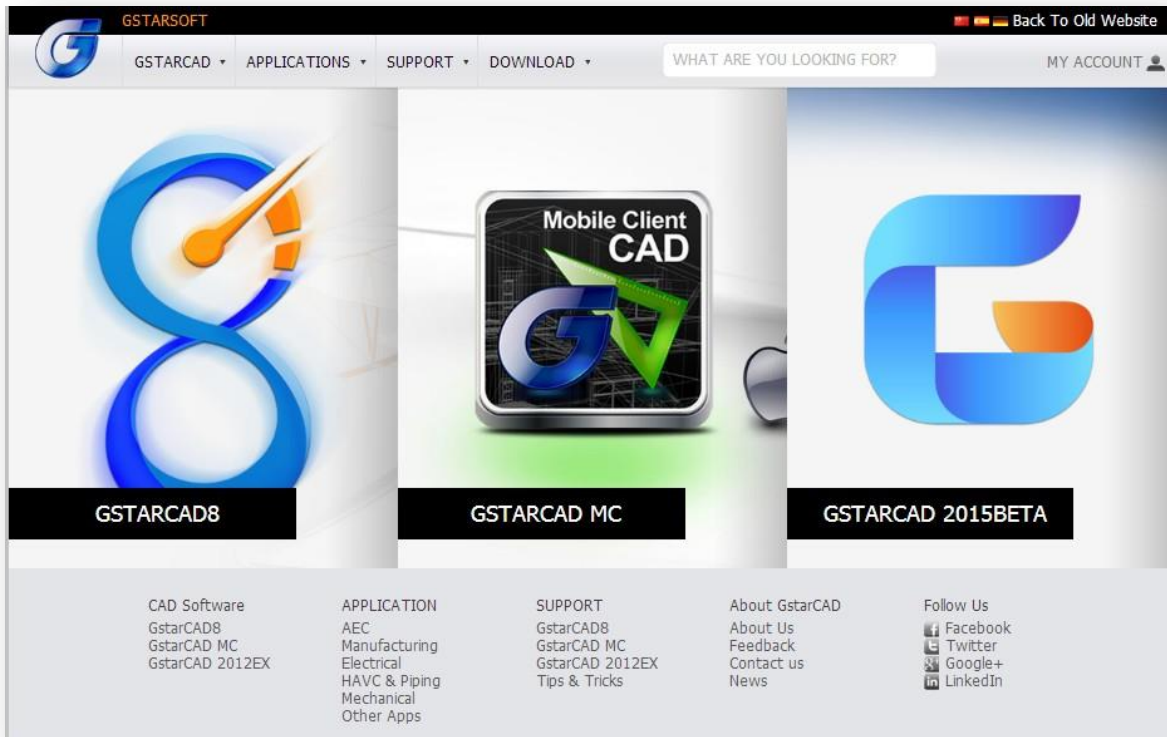 GSTARSOFT
Back To Old Website
GSTARCAD
APPLICATIONS
SUPPORT
DOWNLOAD
WHAT ARE YOU LOOKING FOR?
MY ACCOUNT
Mobile Client
CAD
GSTARCAD8
GSTARCAD MC
GSTARCAD 2015BETA
CAD Software
GstarCAD8
GstarCAD MC
GstarCAD 2012EX
APPLICATION
AEC
Manufacturing
Electrical
HAVC & Piping
Mechanical
Other Apps
SUPPORT
GstarCAD8
GstarCAD MC
GstarCAD 2012EX
Tips & Tricks
About GstarCAD
About Us
Feedback
Contact us
News
Follow Us
Facebook
Twitter
Google+
LinkedIn